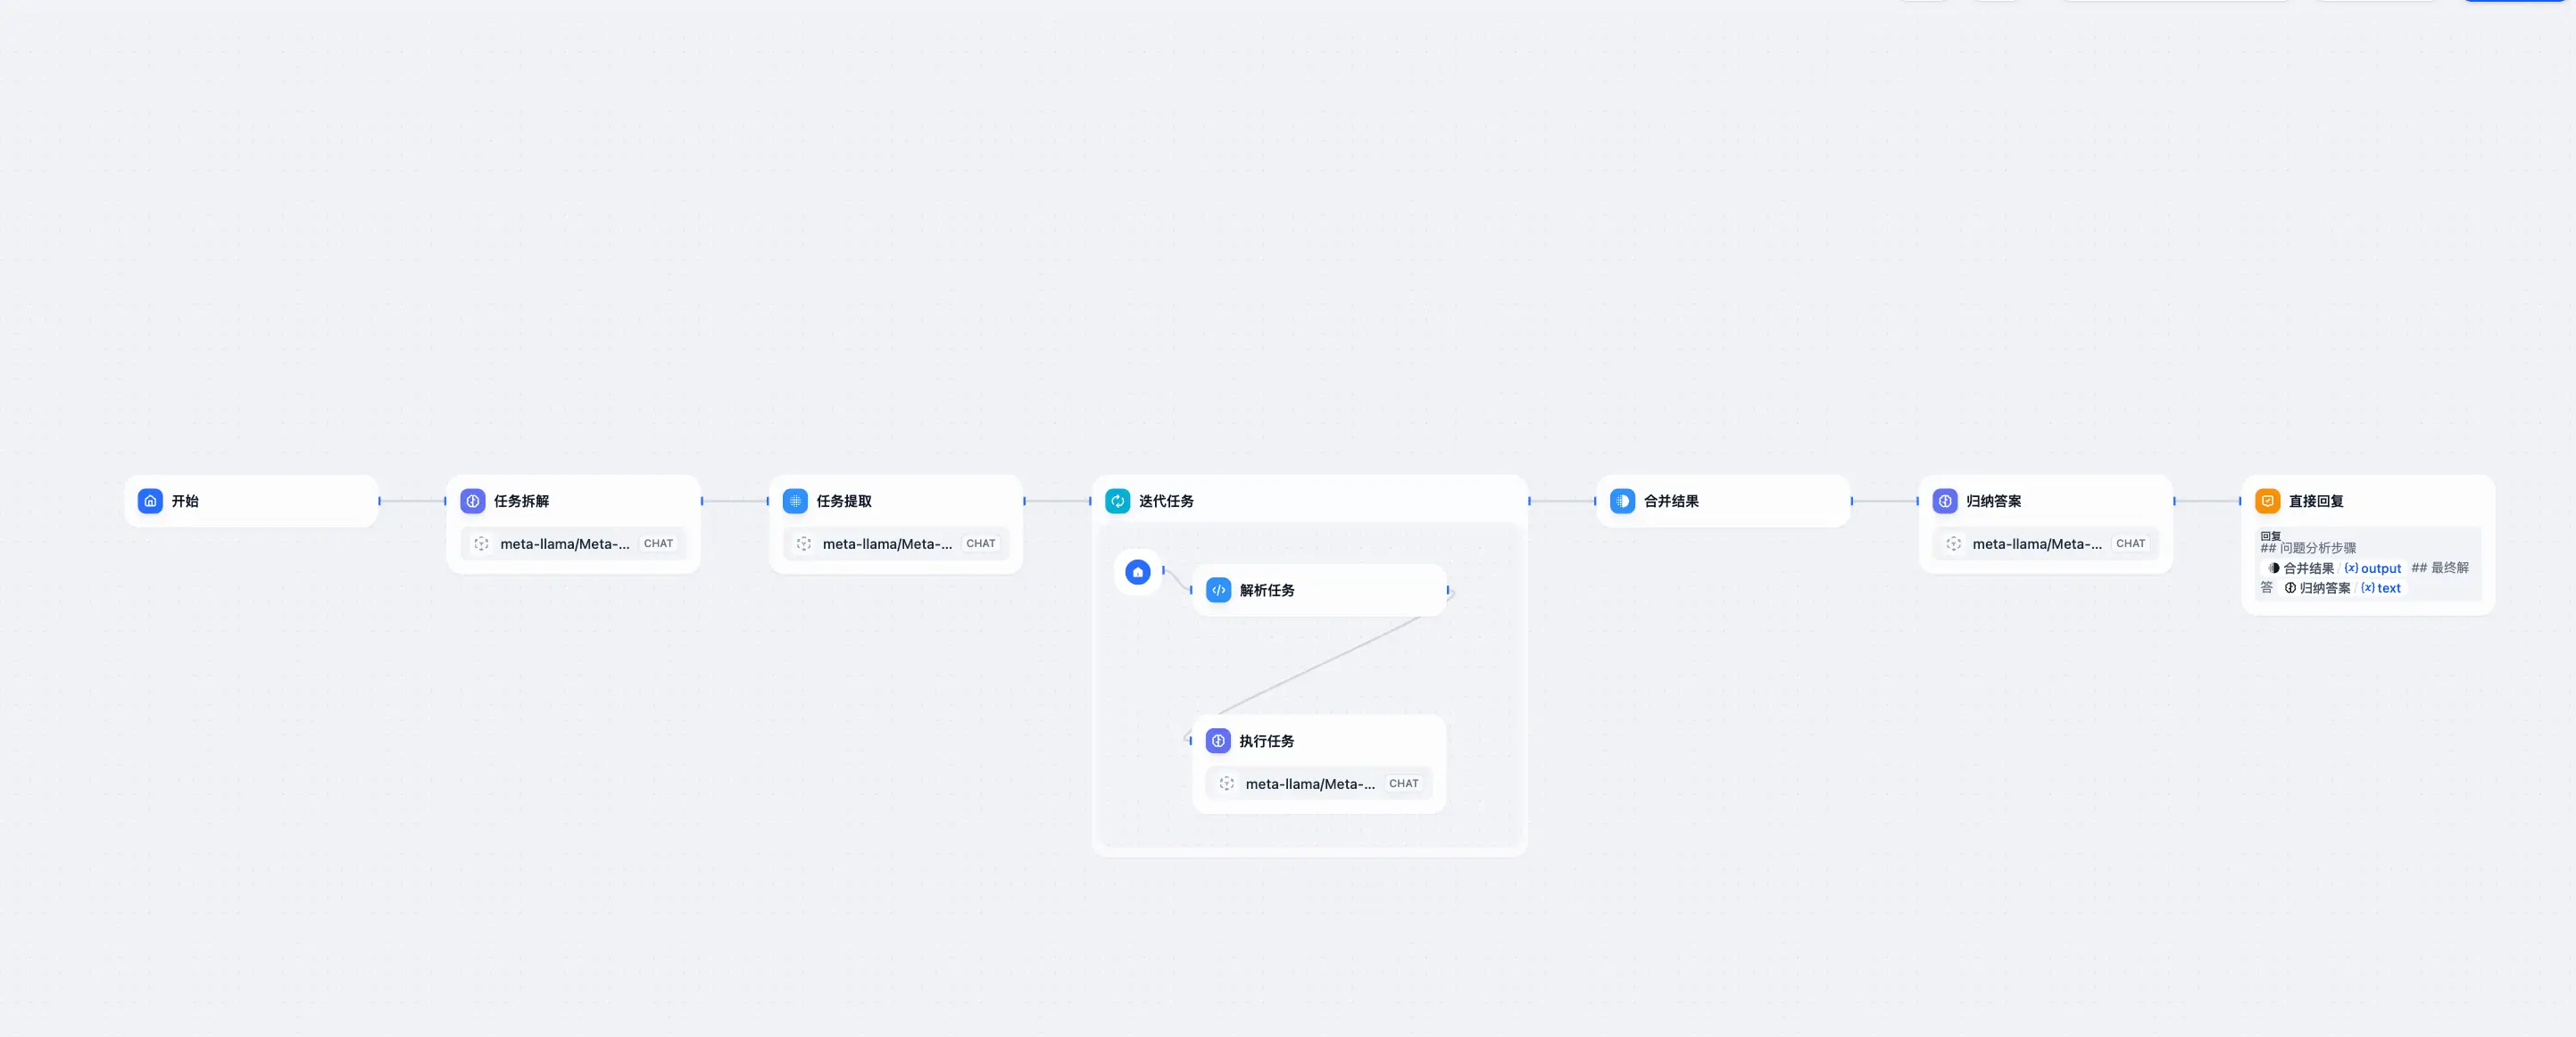 开始
任务拆解
meta-llama/Meta-... CHAT
任务提取
meta-llama/Meta-... CHAT
迭代任务
解析任务
执行任务
meta-llama/Meta-... CHAT
合并结果
归纳答案
meta-llama/Meta-... CHAT
直接回复
回复
## 问题分析步骤
合并结果 / {x} output ## 最终解
答 归纳答案 / {x} text